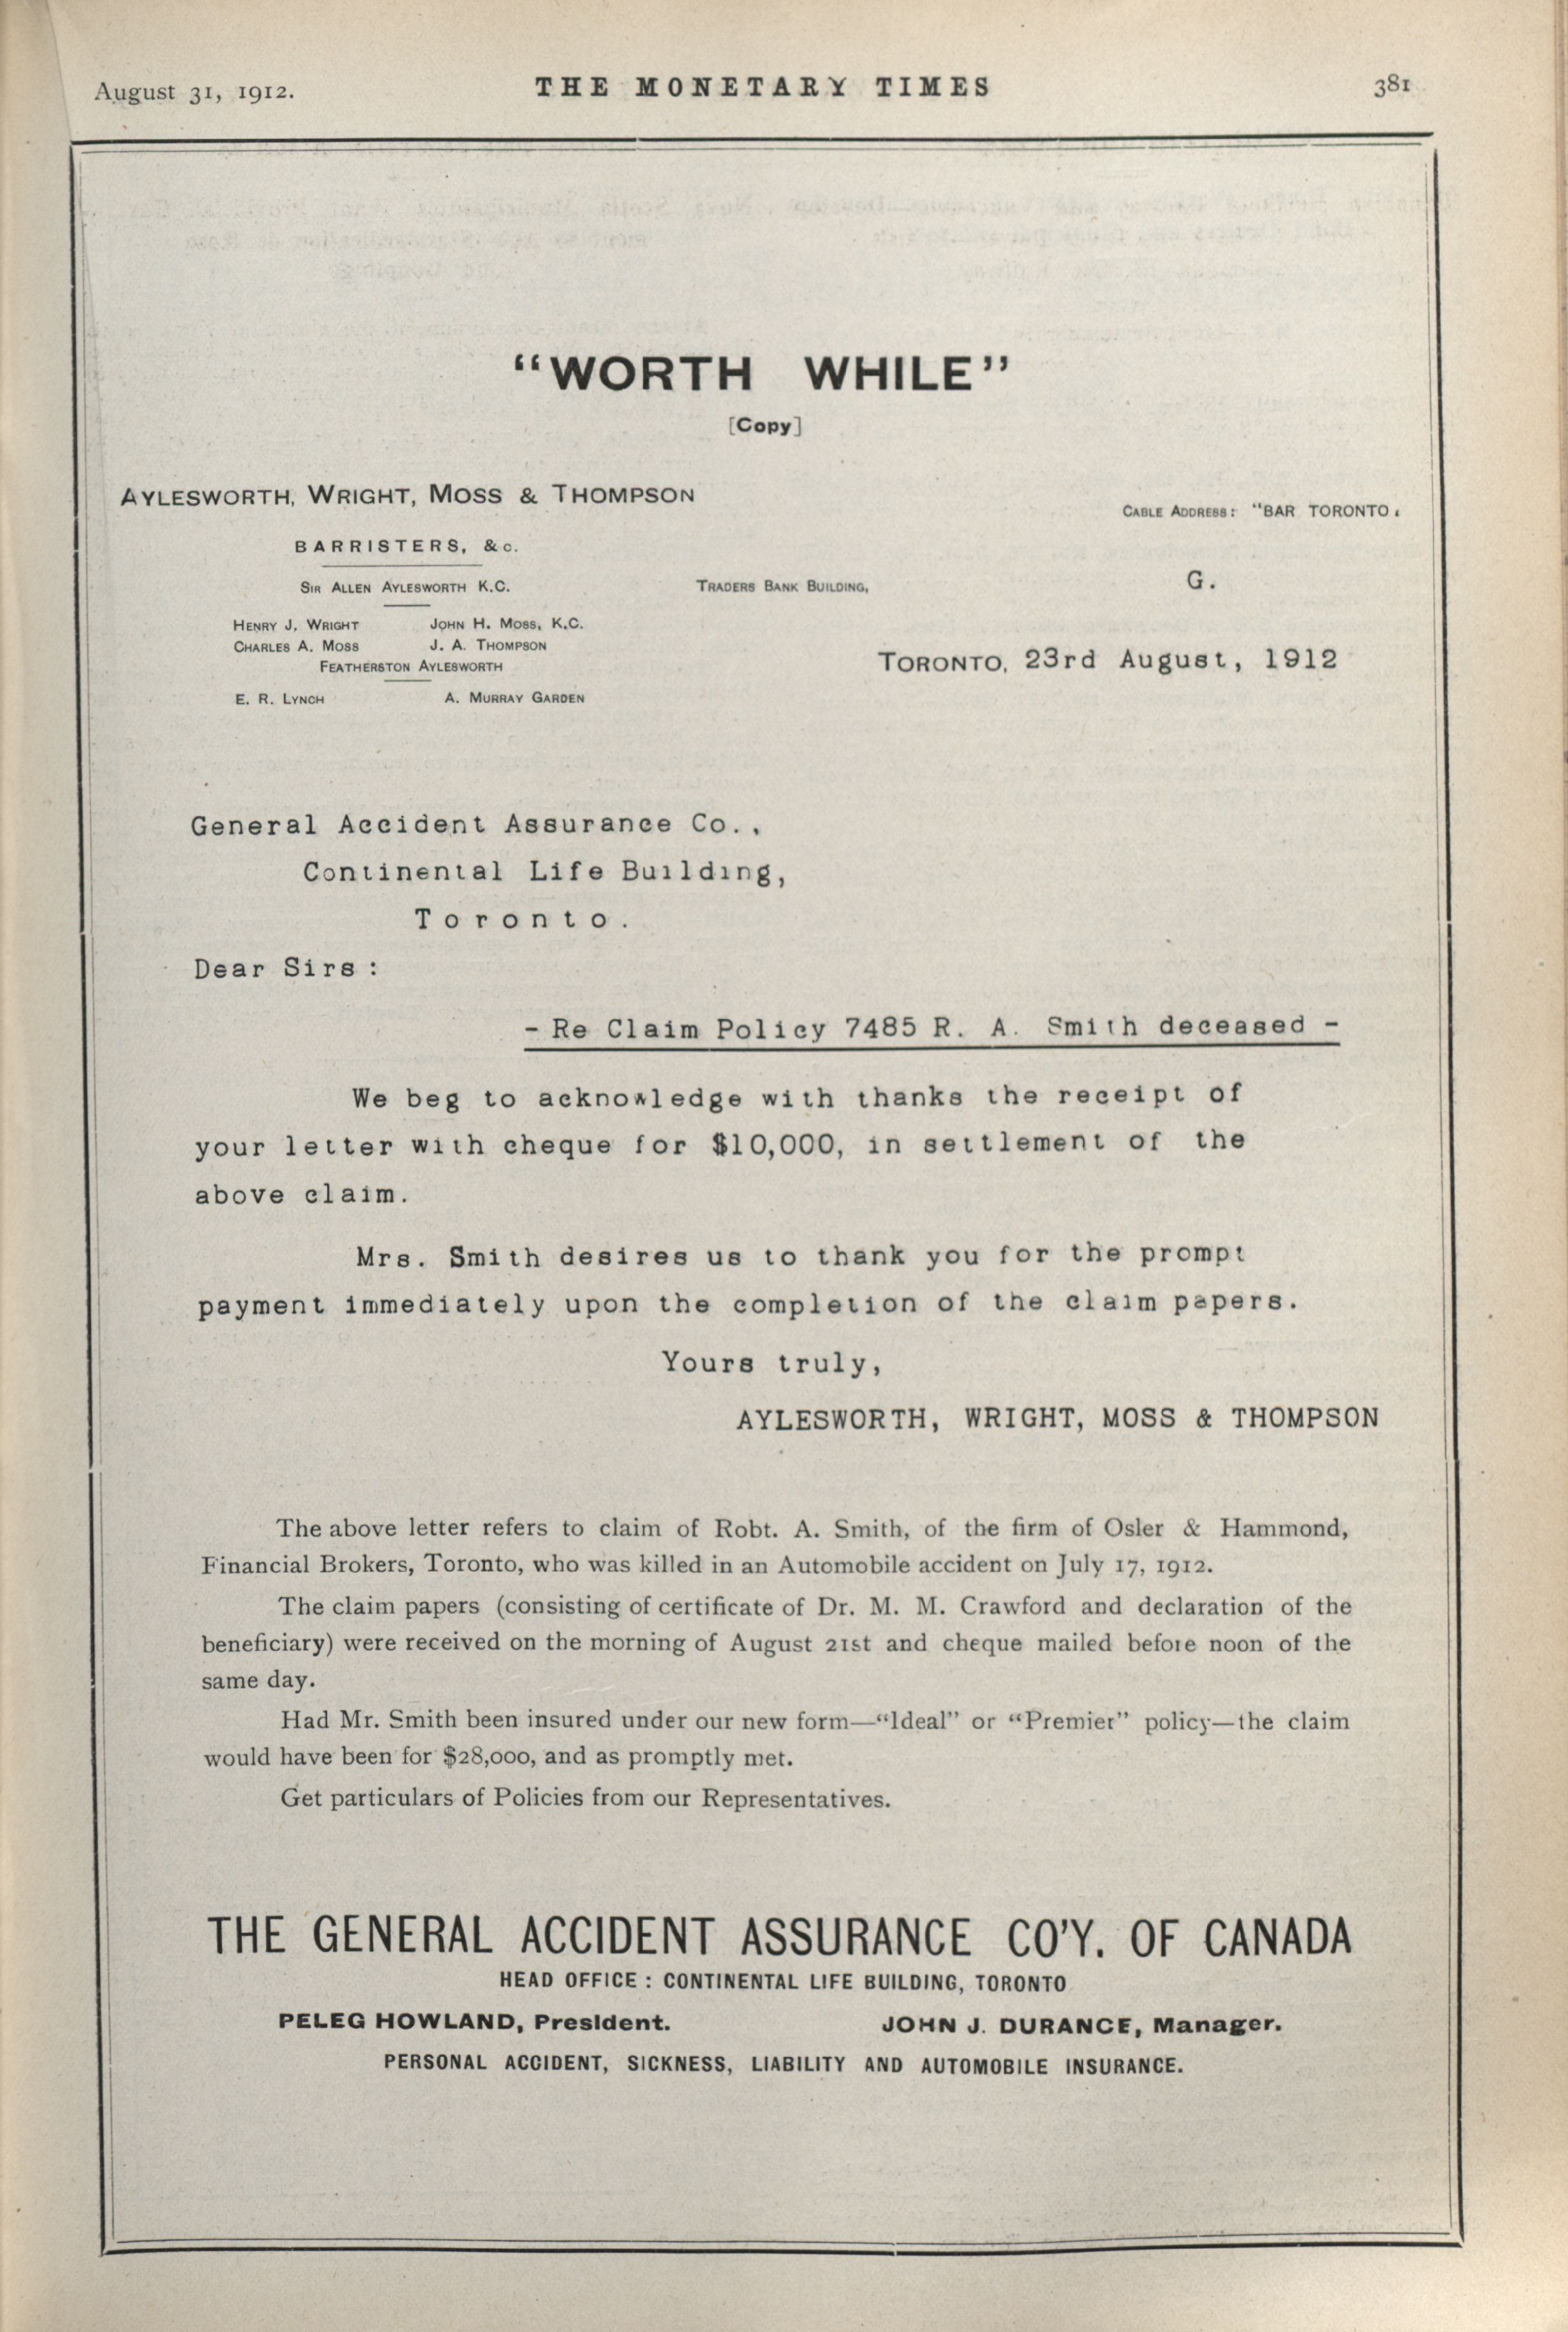 August 31, 1912.
THE MONETARY TIMES
381
“WORTH WHILE”
[Copy]
AYLESWORTH, WRIGHT, MOSS & THOMPSON
CABLE ADDRESS: “BAR TORONTO.
BARRISTERS, &c.
SIR ALLEN AYLESWORTH K.C.
TRADERS BANK BUILDING,
G.
HENRY J. WRIGHT JOHN H. MOSS, K.C.
CHARLES A. MOSS J. A. THOMPSON
FEATHERSTON AYLESWORTH
TORONTO, 23rd August, 1912
E. R. LYNCH A. MURRAY GARDEN
General Accident Assurance Co.,
Continental Life Building,
Toronto.
Dear Sirs:
- Re Claim Policy 7485 R. A. Smith deceased -
We beg to acknowledge with thanks the receipt of
your letter with cheque for $10,000, in settlement of the
above claim.
Mrs. Smith desires us to thank you for the prompt
payment immediately upon the completion of the claim papers.
Yours truly,
AYLESWORTH, WRIGHT, MOSS & THOMPSON
The above letter refers to claim of Robt. A. Smith, of the firm of Osler & Hammond,
Financial Brokers, Toronto, who was killed in an Automobile accident on July 17, 1912.
The claim papers (consisting of certificate of Dr. M. M. Crawford and declaration of the
beneficiary) were received on the morning of August 21st and cheque mailed before noon of the
same day.
Had Mr. Smith been insured under our new form—“Ideal” or “Premier” policy—the claim
would have been for $28,000, and as promptly met.
Get particulars of Policies from our Representatives.
THE GENERAL ACCIDENT ASSURANCE CO'Y. OF CANADA
HEAD OFFICE : CONTINENTAL LIFE BUILDING, TORONTO
PELEG HOWLAND, President. JOHN J. DURANCE, Manager.
PERSONAL ACCIDENT, SICKNESS, LIABILITY AND AUTOMOBILE INSURANCE.